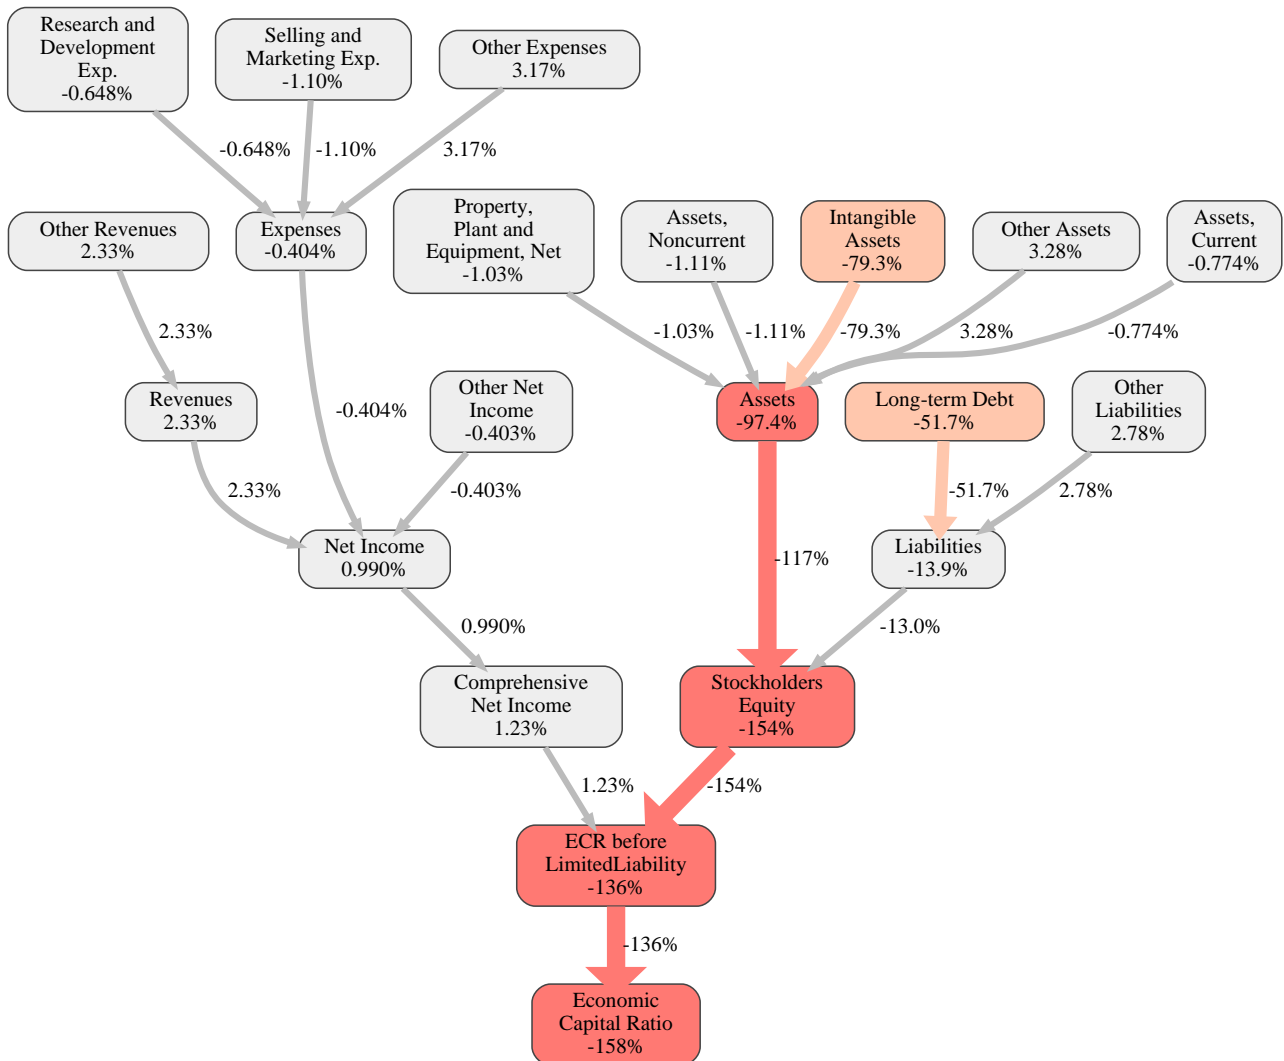 Research and
Development
Exp.
-0.648%
Selling and
Marketing Exp.
-1.10%
Other Expenses
3.17%
-0.648%
-1.10%
3.17%
Other Revenues
2.33%
Expenses
-0.404%
Property,
Plant and
Equipment, Net
-1.03%
Assets,
Noncurrent
-1.11%
Intangible
Assets
-79.3%
Other Assets
3.28%
Assets,
Current
-0.774%
2.33%
-1.03%
-1.11%
-79.3%
3.28%
-0.774%
Revenues
2.33%
-0.404%
Other Net
Income
-0.403%
Assets
-97.4%
Long-term Debt
-51.7%
Other
Liabilities
2.78%
2.33%
-0.403%
-51.7%
2.78%
Net Income
0.990%
-117%
Liabilities
-13.9%
0.990%
-13.0%
Comprehensive
Net Income
1.23%
Stockholders
Equity
-154%
1.23%
-154%
ECR before
LimitedLiability
-136%
-136%
Economic
Capital Ratio
-158%